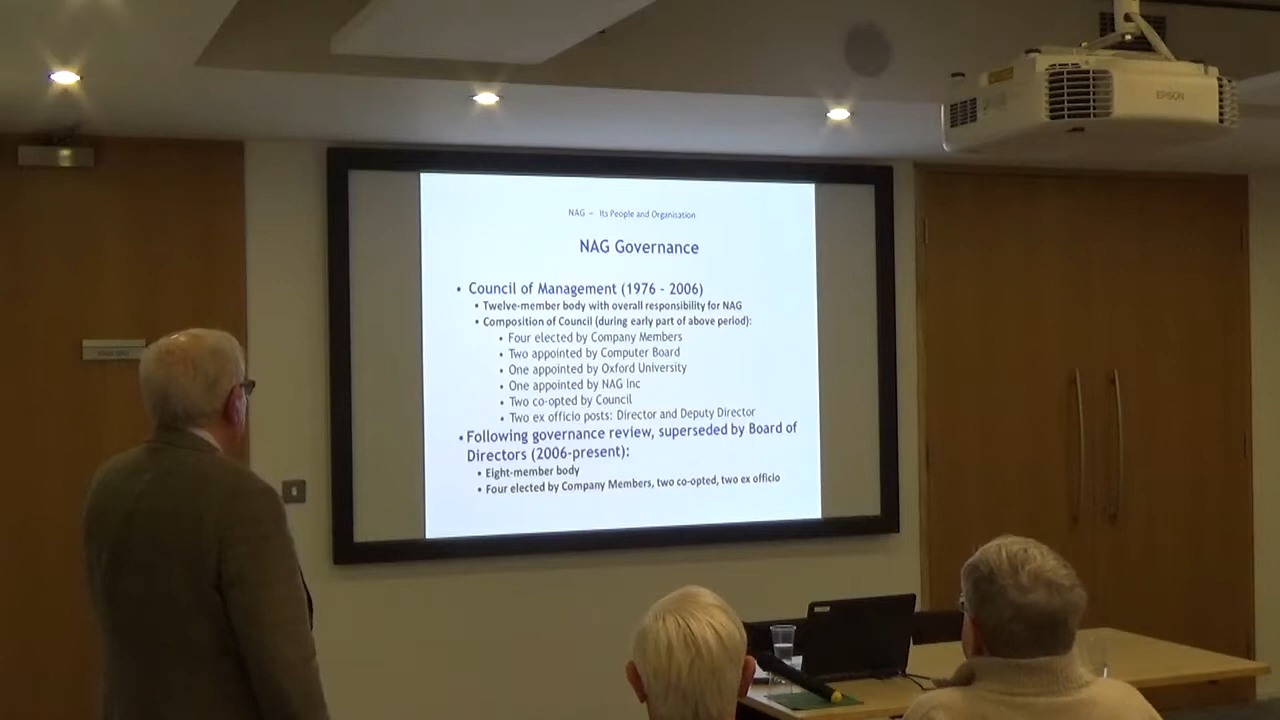 EPSON
NAG – Its People and Organisation
NAG Governance
• Council of Management (1976 - 2006)
• Twelve-member body with overall responsibility for NAG
• Composition of Council (during early part of above period):
• Four elected by Company Members
• Two appointed by Computer Board
• One appointed by Oxford University
• One appointed by NAG Inc
• Two co-opted by Council
• Two ex officio posts: Director and Deputy Director
• Following governance review, superseded by Board of
Directors (2006-present):
• Eight-member body
• Four elected by Company Members, two co-opted, two ex officio